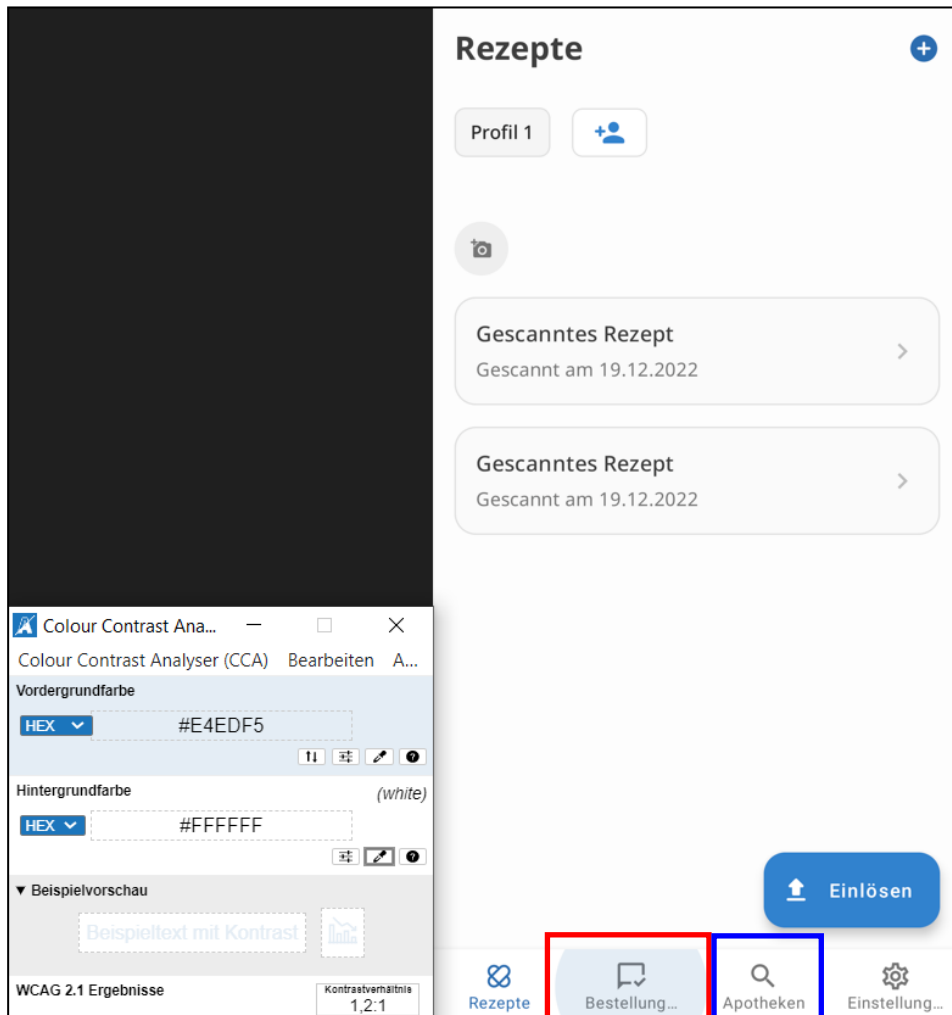 Rezepte
Profil 1
Gescanntes Rezept
Gescannt am 19.12.2022
Gescanntes Rezept
Gescannt am 19.12.2022
Einlösen
Rezepte
Bestellung...
Apotheken
Einstellung...
Colour Contrast Ana...
Colour Contrast Analyser (CCA) Bearbeiten A...
Vordergrundfarbe
HEX #E4EDF5
Hintergrundfarbe (white)
HEX #FFFFFF
▼ Beispielvorschau
Beispieltext mit Kontrast
WCAG 2.1 Ergebnisse
Kontrastverhältnis
1,2:1